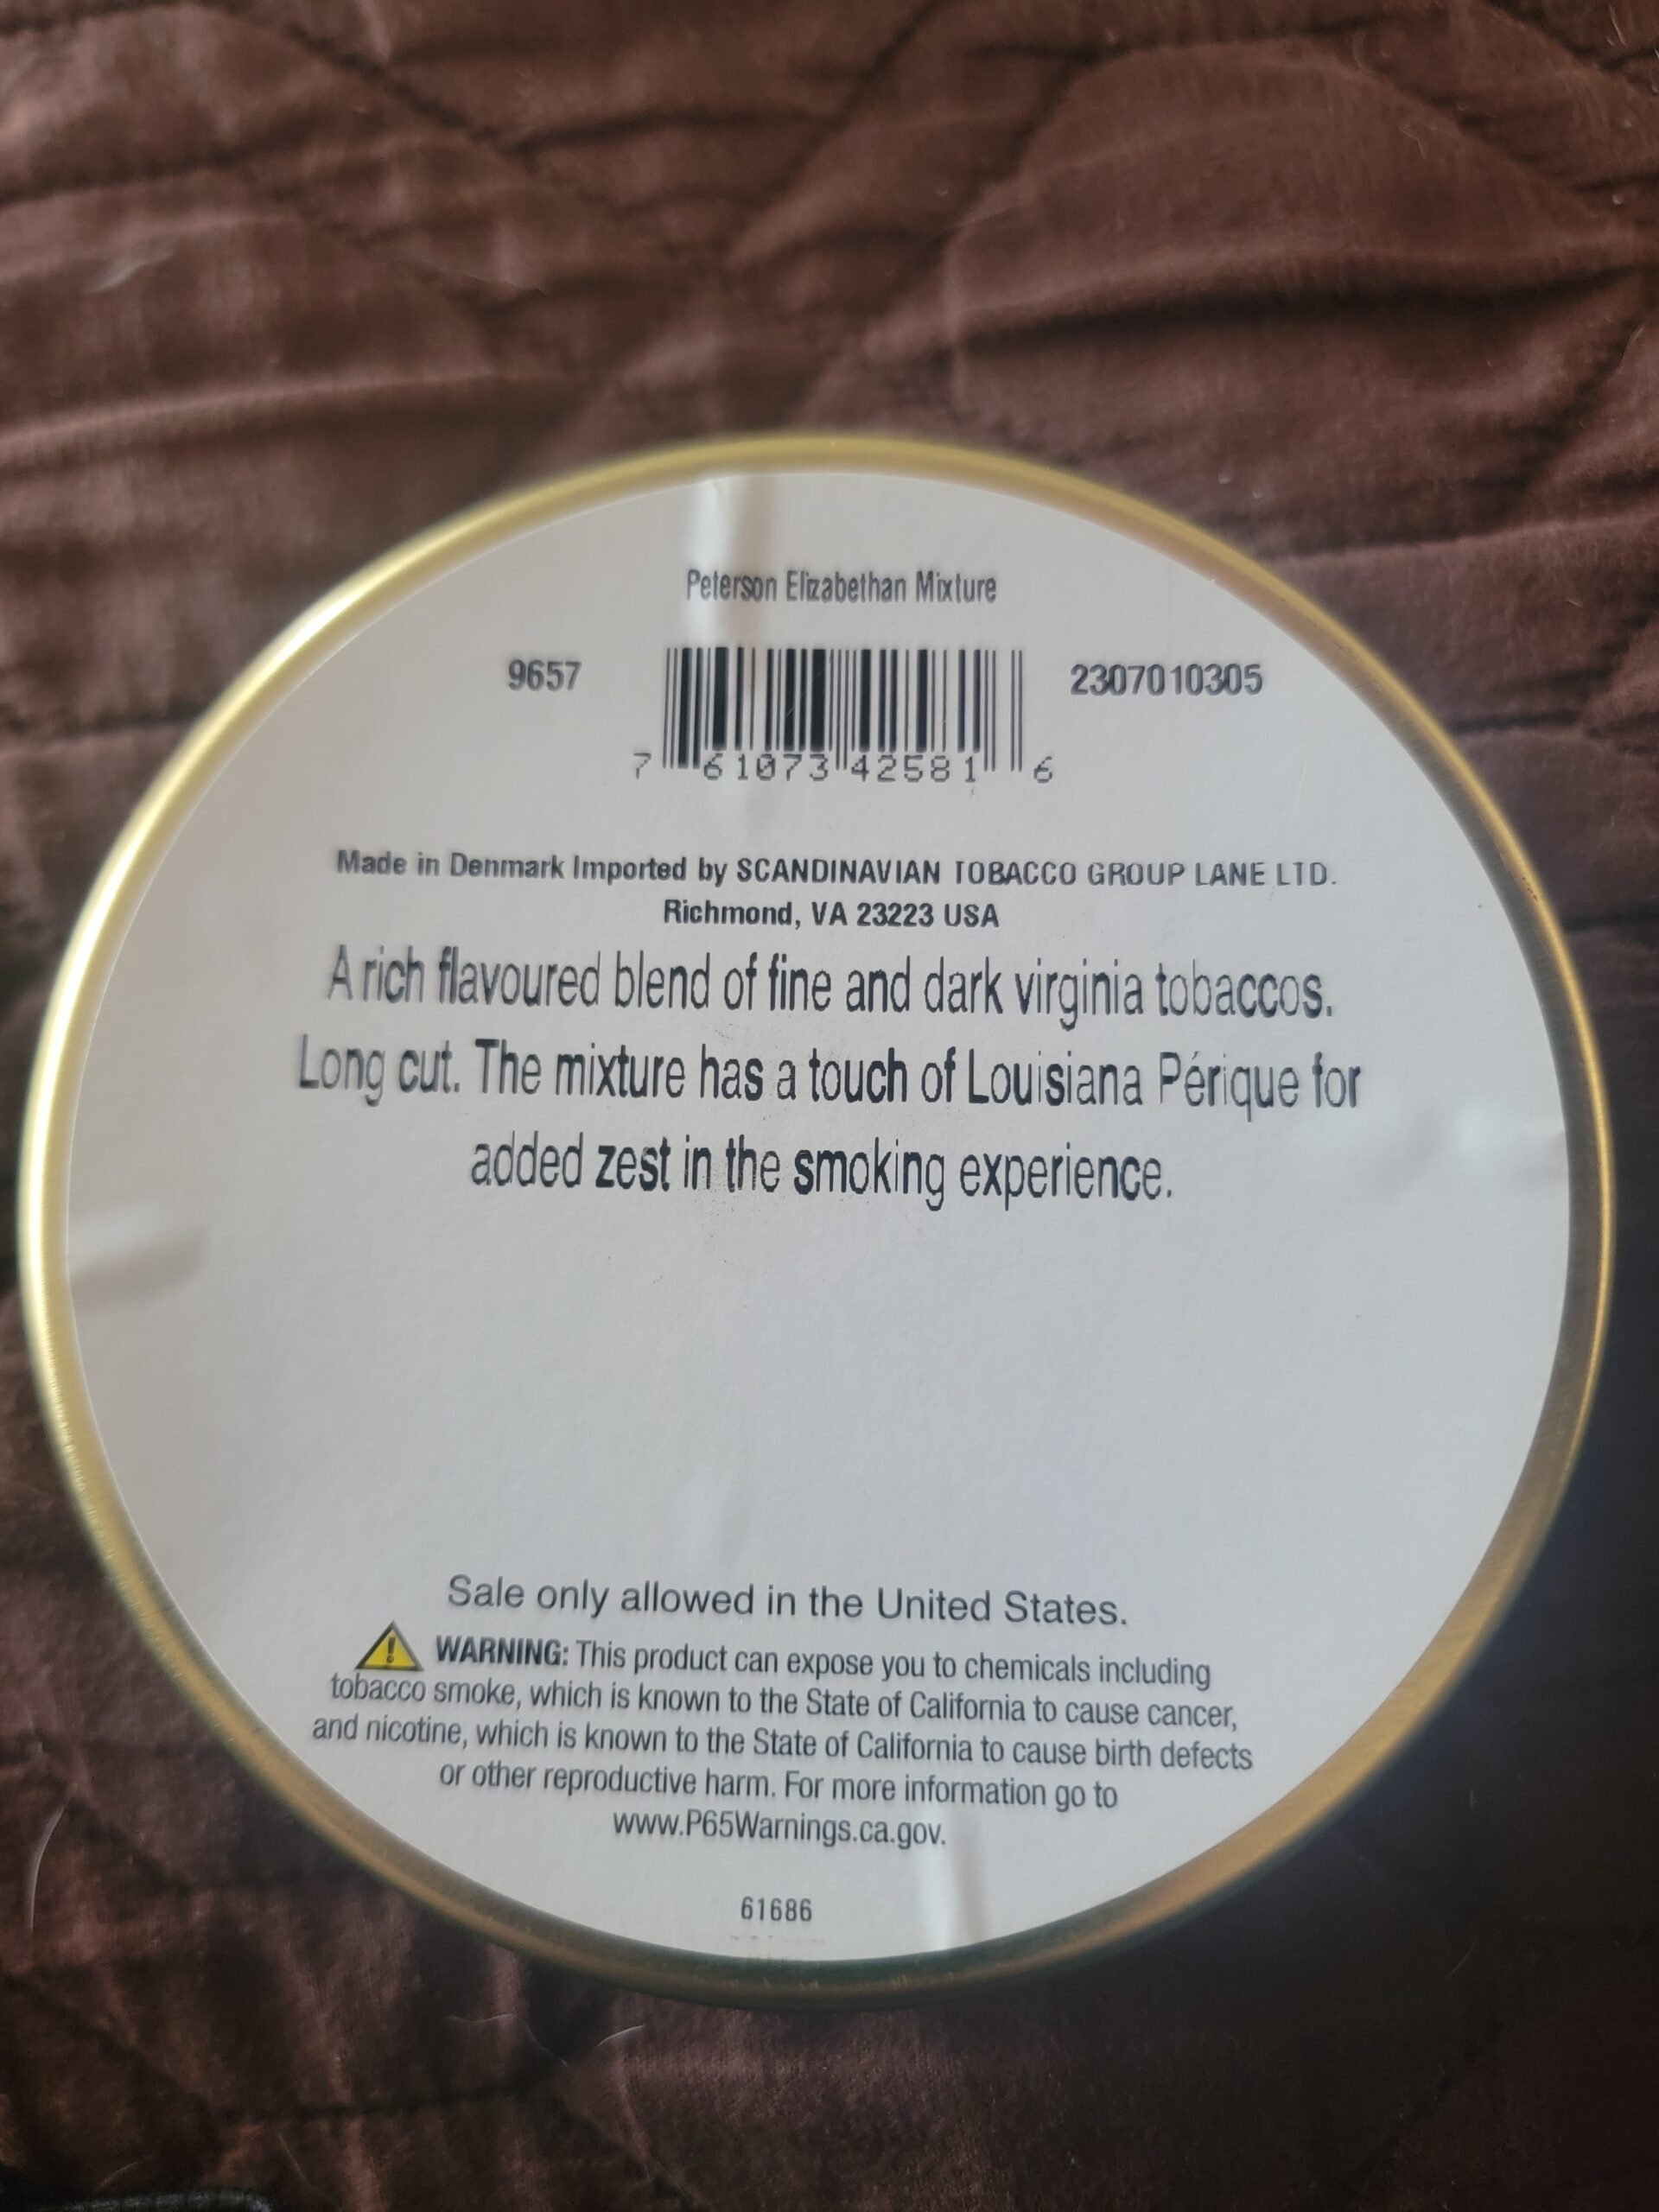 Peterson Elizabethan Mixture
9657
2307010305
7 61073 42581 6
Made in Denmark Imported by SCANDINAVIAN TOBACCO GROUP LANE LTD.
Richmond, VA 23223 USA
A rich flavoured blend of fine and dark virginia tobaccos.
Long cut. The mixture has a touch of Louisiana Périque for
added zest in the smoking experience.
Sale only allowed in the United States.
WARNING: This product can expose you to chemicals including
tobacco smoke, which is known to the State of California to cause cancer,
and nicotine, which is known to the State of California to cause birth defects
or other reproductive harm. For more information go to
www.P65Warnings.ca.gov.
61686